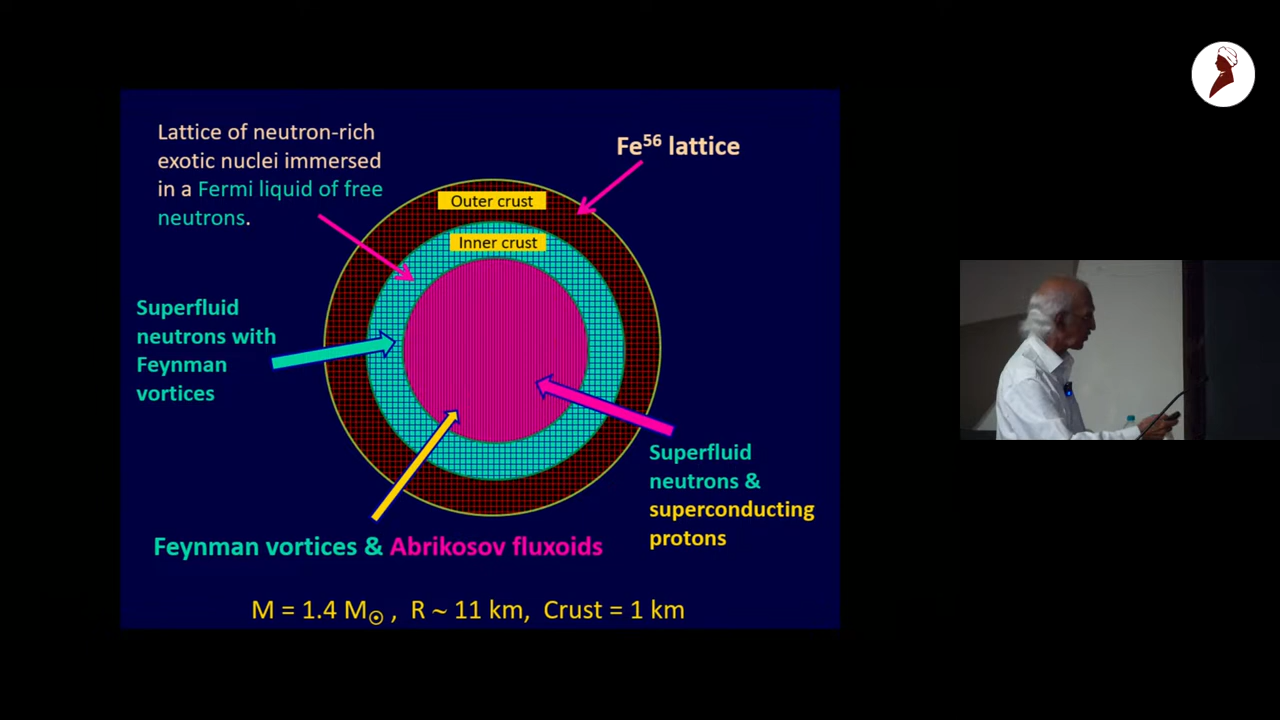 Lattice of neutron-rich
exotic nuclei immersed
in a Fermi liquid of free
neutrons.
Fe⁵⁶ lattice
Outer crust
Inner crust
Superfluid
neutrons with
Feynman
vortices
Superfluid
neutrons &
superconducting
protons
Feynman vortices & Abrikosov fluxoids
M = 1.4 M☉ , R ~ 11 km, Crust = 1 km